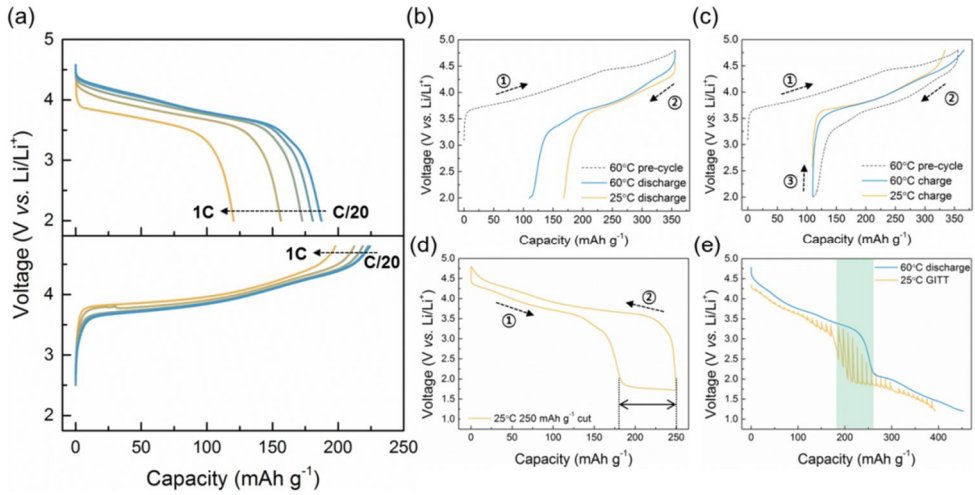 (a)
5
4
3
2
4
3
2
Voltage (V vs. Li/Li⁺)
1C
C/20
Voltage (V vs. Li/Li⁺)
1C
C/20
0 50 100 150 200 250
Capacity (mAh g⁻¹)
(b)
5.0
4.5
4.0
3.5
3.0
2.5
2.0
Voltage (V vs. Li/Li⁺)
①
②
60°C pre-cycle
60°C discharge
25°C discharge
0 50 100 150 200 250 300 350
Capacity (mAh g⁻¹)
(c)
5.0
4.5
4.0
3.5
3.0
2.5
2.0
Voltage (V vs. Li/Li⁺)
①
②
③
60°C pre-cycle
60°C charge
25°C charge
0 50 100 150 200 250 300 350
Capacity (mAh g⁻¹)
(d)
5.0
4.5
4.0
3.5
3.0
2.5
2.0
1.5
1.0
Voltage (V vs. Li/Li⁺)
①
②
25°C 250 mAh g⁻¹ cut
0 50 100 150 200 250
Capacity (mAh g⁻¹)
(e)
5.0
4.5
4.0
3.5
3.0
2.5
2.0
1.5
Voltage (V vs. Li/Li⁺)
60°C discharge
25°C GITT
0 100 200 300 400
Capacity (mAh g⁻¹)